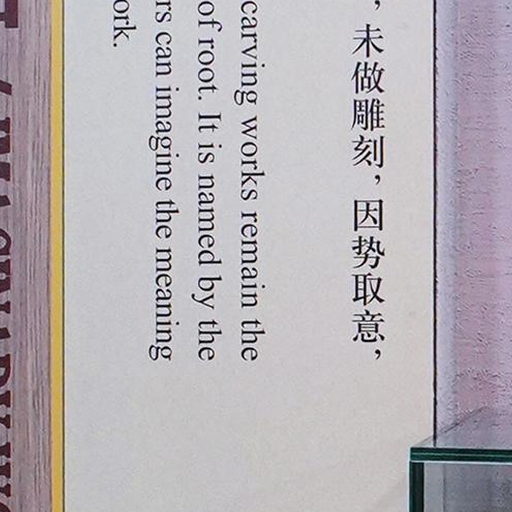 ，未做雕刻，因势取意，
carving works remain the
of root. It is named by the
rs can imagine the meaning
ork.